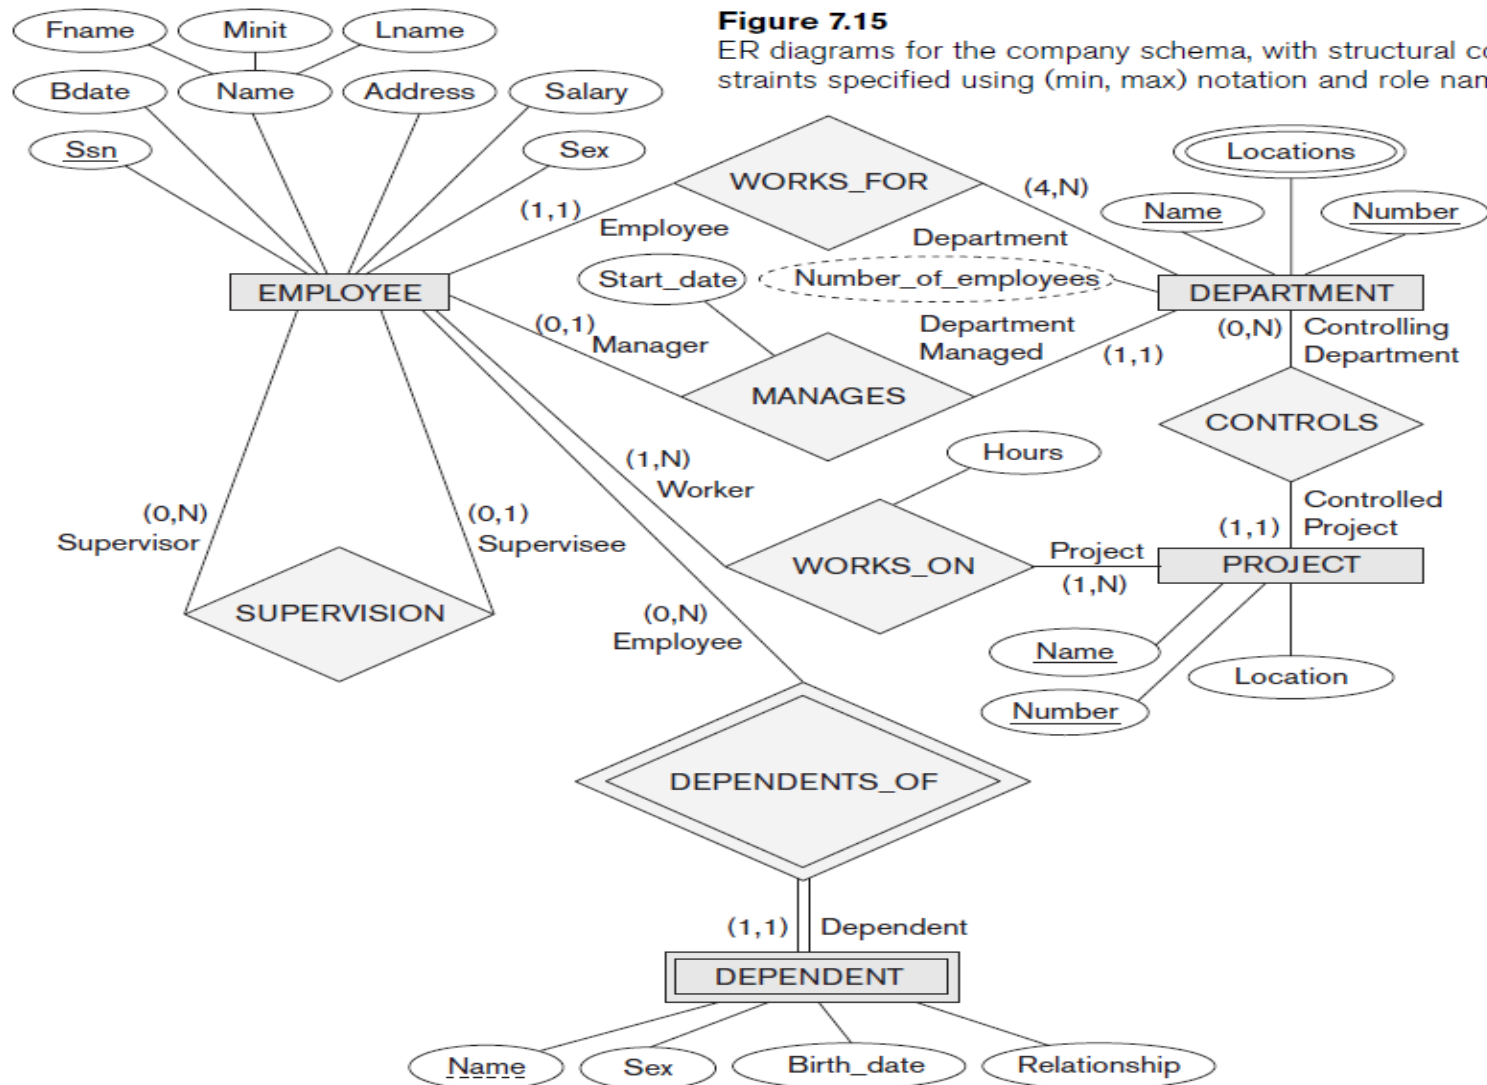 Figure 7.15
ER diagrams for the company schema, with structural co
straints specified using (min, max) notation and role nam
Fname
Minit
Lname
Bdate
Name
Address
Salary
Ssn
Sex
WORKS_FOR
Locations
(1,1)
Employee
(4,N)
Department
Name
Number
Start_date
Number_of_employees
EMPLOYEE
DEPARTMENT
(0,1)
Manager
Department
Managed
(1,1)
(0,N)
Controlling
Department
MANAGES
CONTROLS
Hours
(1,N)
Worker
(0,N)
Supervisor
(0,1)
Supervisee
Controlled
Project
(1,1)
WORKS_ON
Project
(1,N)
PROJECT
SUPERVISION
(0,N)
Employee
Name
Location
Number
DEPENDENTS_OF
(1,1)
Dependent
DEPENDENT
Name
Sex
Birth_date
Relationship